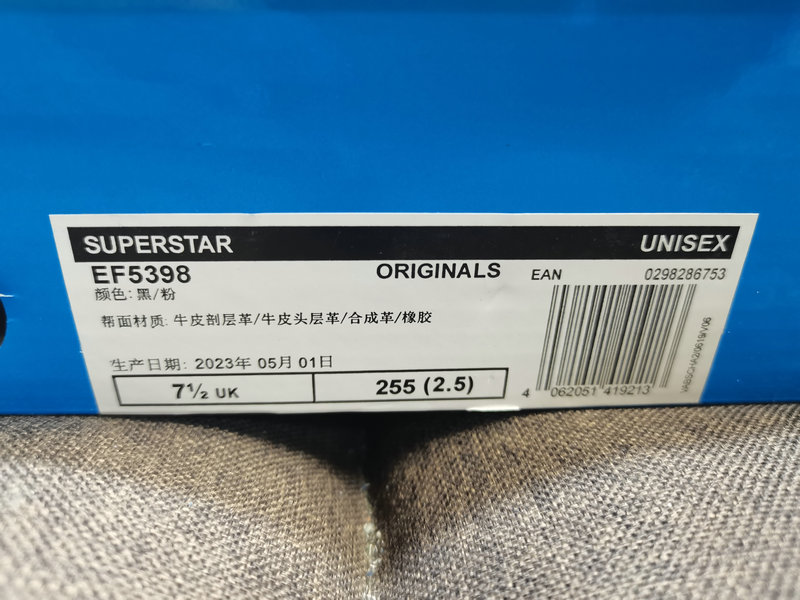 SUPERSTAR UNISEX
EF5398 ORIGINALS EAN 0298286753
颜色:黑/粉
帮面材质: 牛皮剖层革/牛皮头层革/合成革/橡胶
生产日期: 2023年 05月 01日
7½ UK 255 (2.5)
4 062051 419213